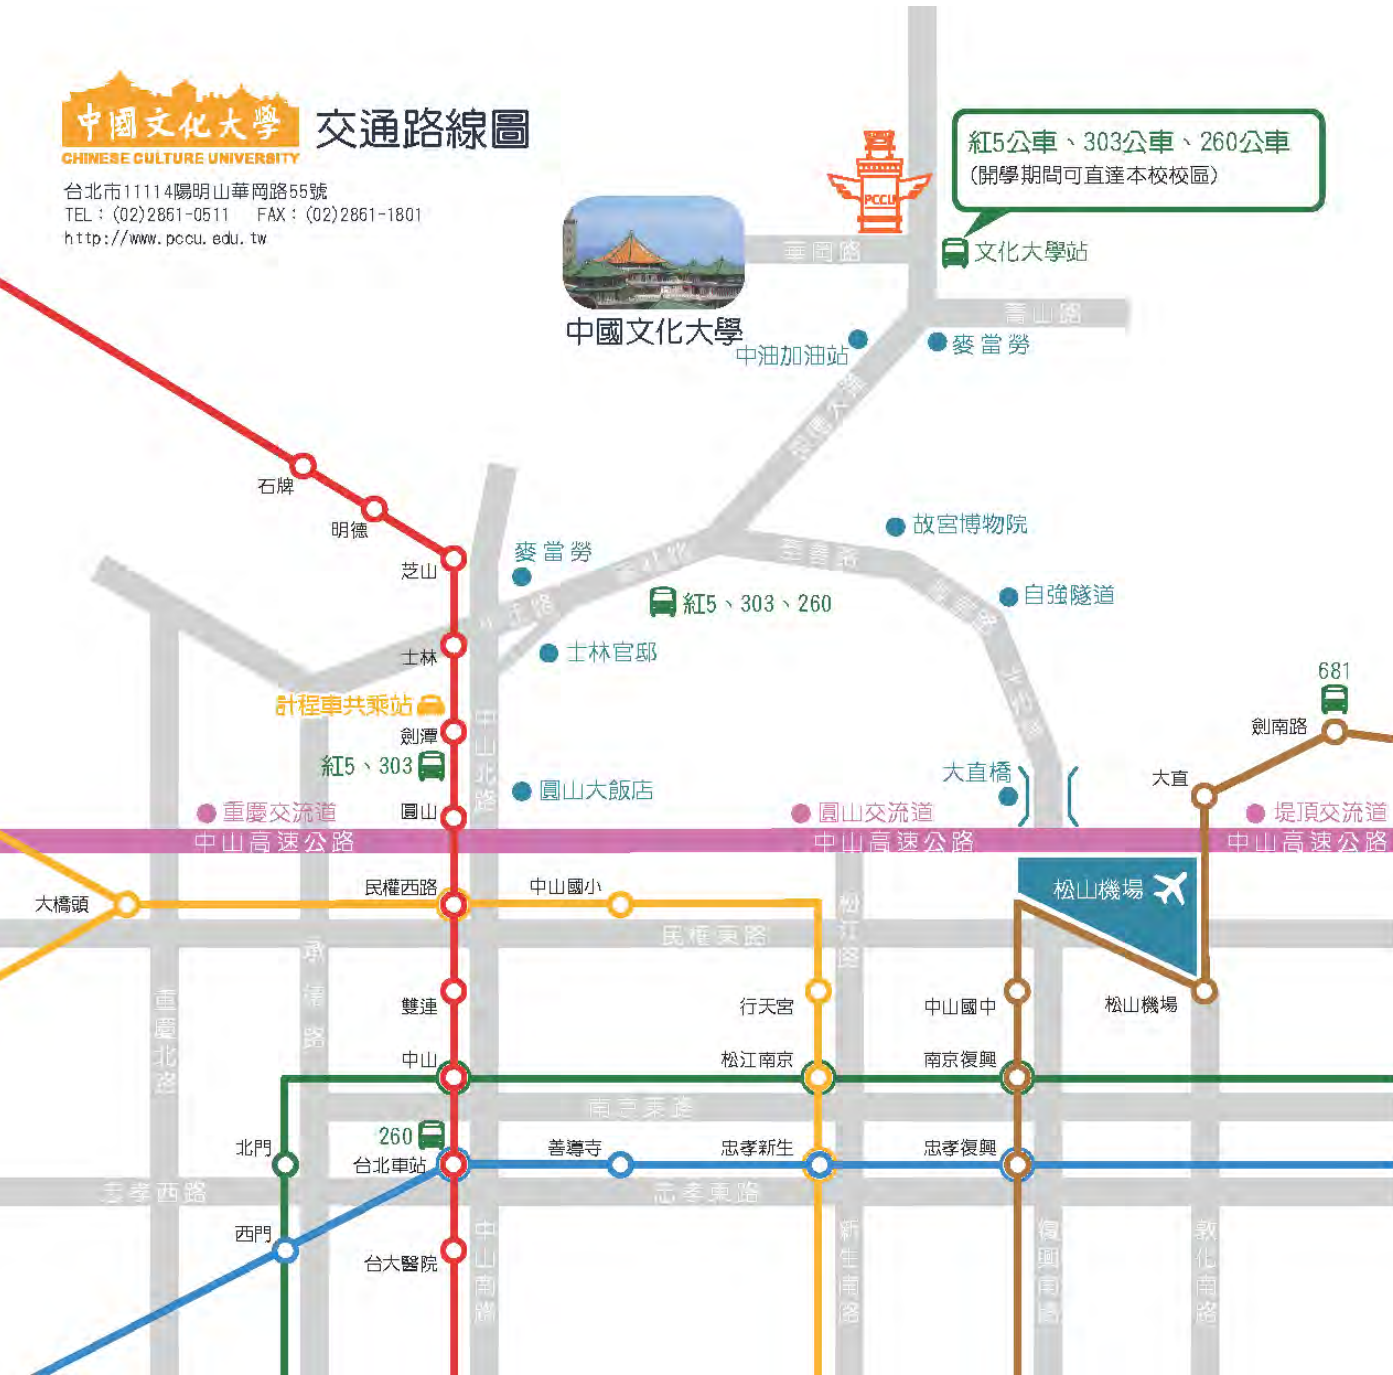 中國文化大學
CHINESE CULTURE UNIVERSITY
交通路線圖
台北市11114陽明山華岡路55號
TEL：(02)2861-0511 FAX：(02)2861-1801
http://www.pccu.edu.tw
紅5公車、303公車、260公車
(開學期間可直達本校校區)
PCCU
華岡路
文化大學站
中國文化大學
菁山路
中油加油站
麥當勞
仰德大道
石牌
明德
故宮博物院
麥當勞
芝山
至善路
自強隧道
紅5、303、260
士林
士林官邸
計程車共乘站
中山北路
681
劍潭
劍南路
紅5、303
大直橋
大直
圓山大飯店
重慶交流道
圓山
圓山交流道
堤頂交流道
中山高速公路
中山高速公路
中山高速公路
民權西路
中山國小
松山機場
大橋頭
松江路
民權東路
承德路
重慶北路
雙連
行天宮
中山國中
松山機場
中山
松江南京
南京復興
南京東路
260
北門
台北車站
善導寺
忠孝新生
忠孝復興
忠孝西路
忠孝東路
西門
台大醫院
中山南路
新生南路
復興南路
敦化南路